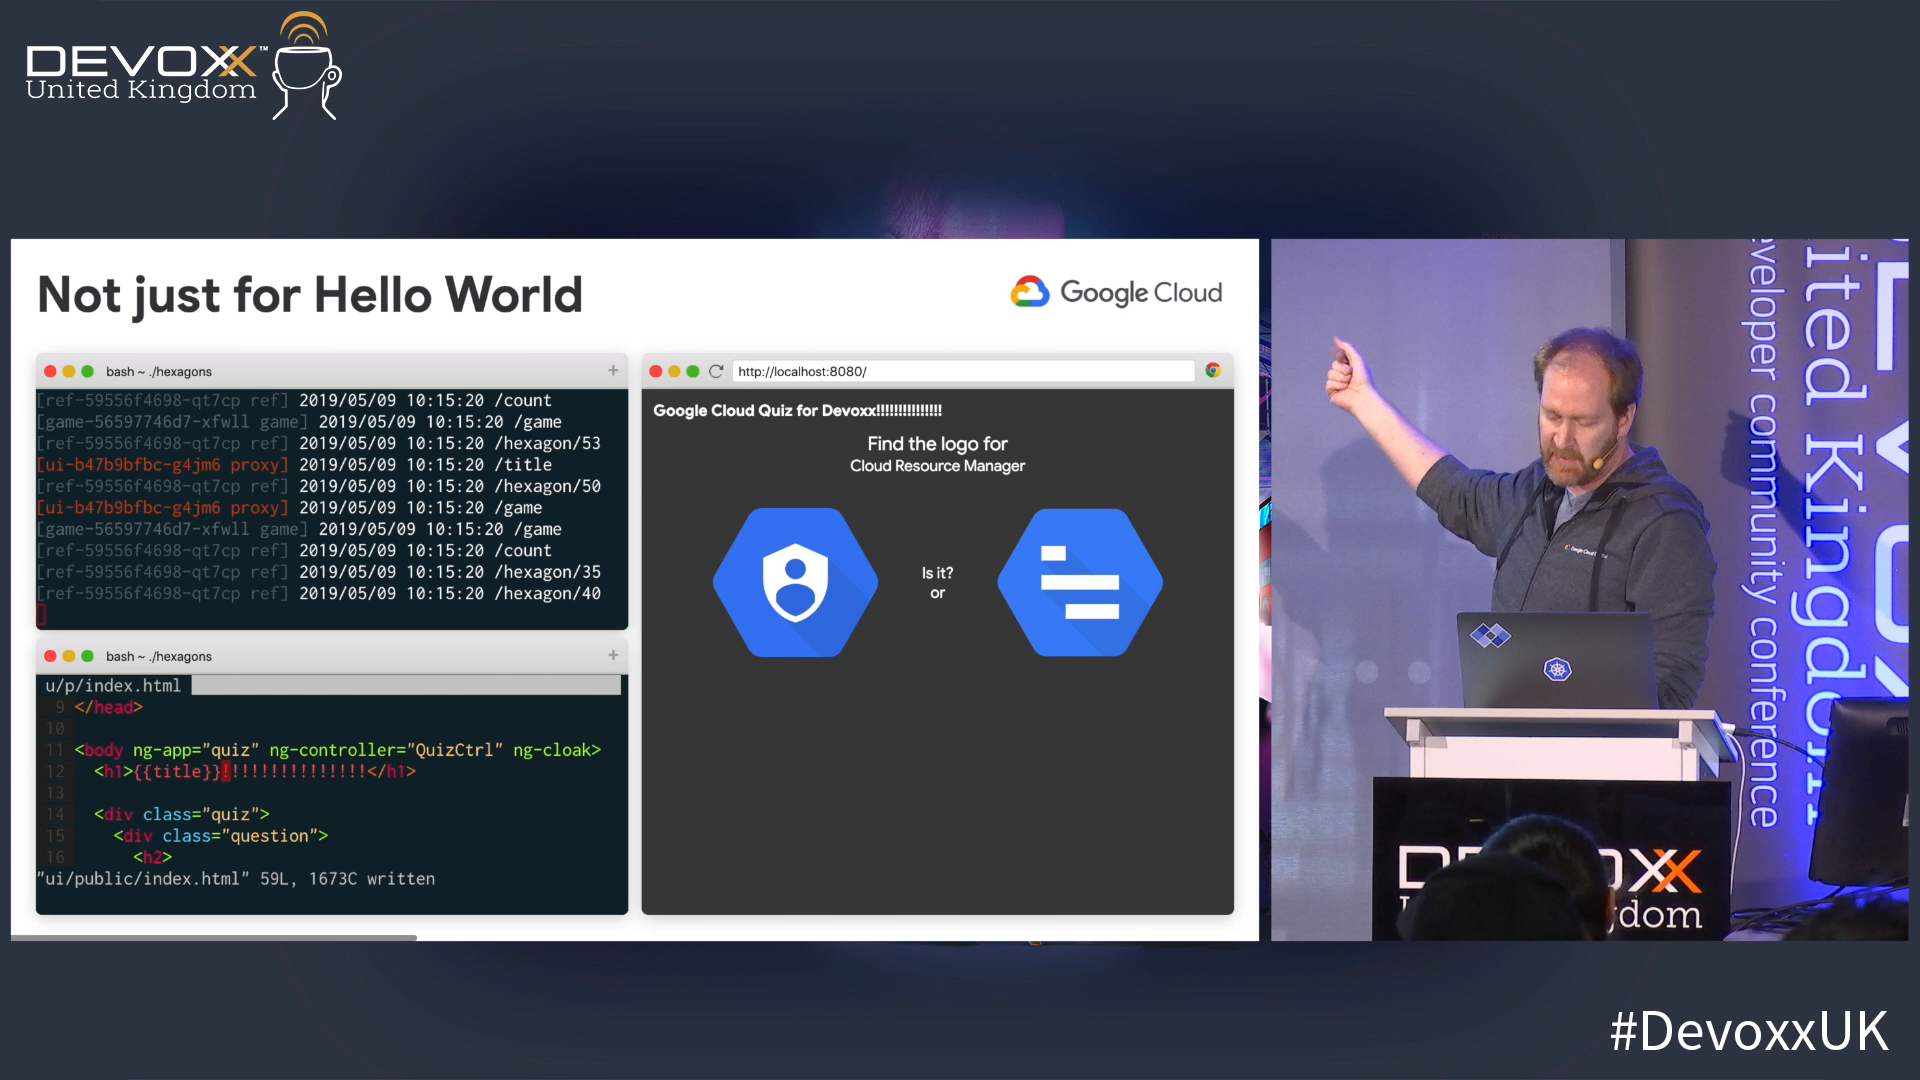 DEVOXX™
United Kingdom
Not just for Hello World
Google Cloud
bash ~ ./hexagons
[ref-59556f4698-qt7cp ref] 2019/05/09 10:15:20 /count
[game-56597746d7-xfwll game] 2019/05/09 10:15:20 /game
[ref-59556f4698-qt7cp ref] 2019/05/09 10:15:20 /hexagon/53
[ui-b47b9bfbc-g4jm6 proxy] 2019/05/09 10:15:20 /title
[ref-59556f4698-qt7cp ref] 2019/05/09 10:15:20 /hexagon/50
[ui-b47b9bfbc-g4jm6 proxy] 2019/05/09 10:15:20 /game
[game-56597746d7-xfwll game] 2019/05/09 10:15:20 /game
[ref-59556f4698-qt7cp ref] 2019/05/09 10:15:20 /count
[ref-59556f4698-qt7cp ref] 2019/05/09 10:15:20 /hexagon/35
[ref-59556f4698-qt7cp ref] 2019/05/09 10:15:20 /hexagon/40
bash ~ ./hexagons
u/p/index.html
9 </head>
10
11 <body ng-app="quiz" ng-controller="QuizCtrl" ng-cloak>
12 <h1>{{title}}!!!!!!!!!!!!!!!</h1>
13
14 <div class="quiz">
15 <div class="question">
16 <h2>
"ui/public/index.html" 59L, 1673C written
http://localhost:8080/
Google Cloud Quiz for Devoxx!!!!!!!!!!!!!!!
Find the logo for
Cloud Resource Manager
Is it?
or
Google Cloud
ited Kingdom
eveloper community conference
DEVOXX
dom
#DevoxxUK